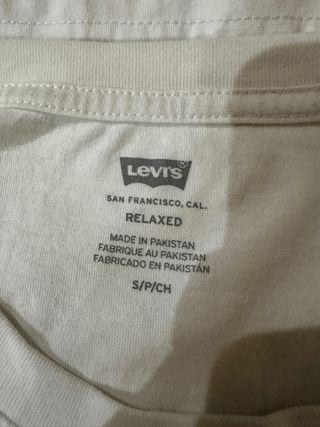 Levi's®
SAN FRANCISCO, CAL.
RELAXED
MADE IN PAKISTAN
FABRIQUE AU PAKISTAN
FABRICADO EN PAKISTÁN
S/P/CH